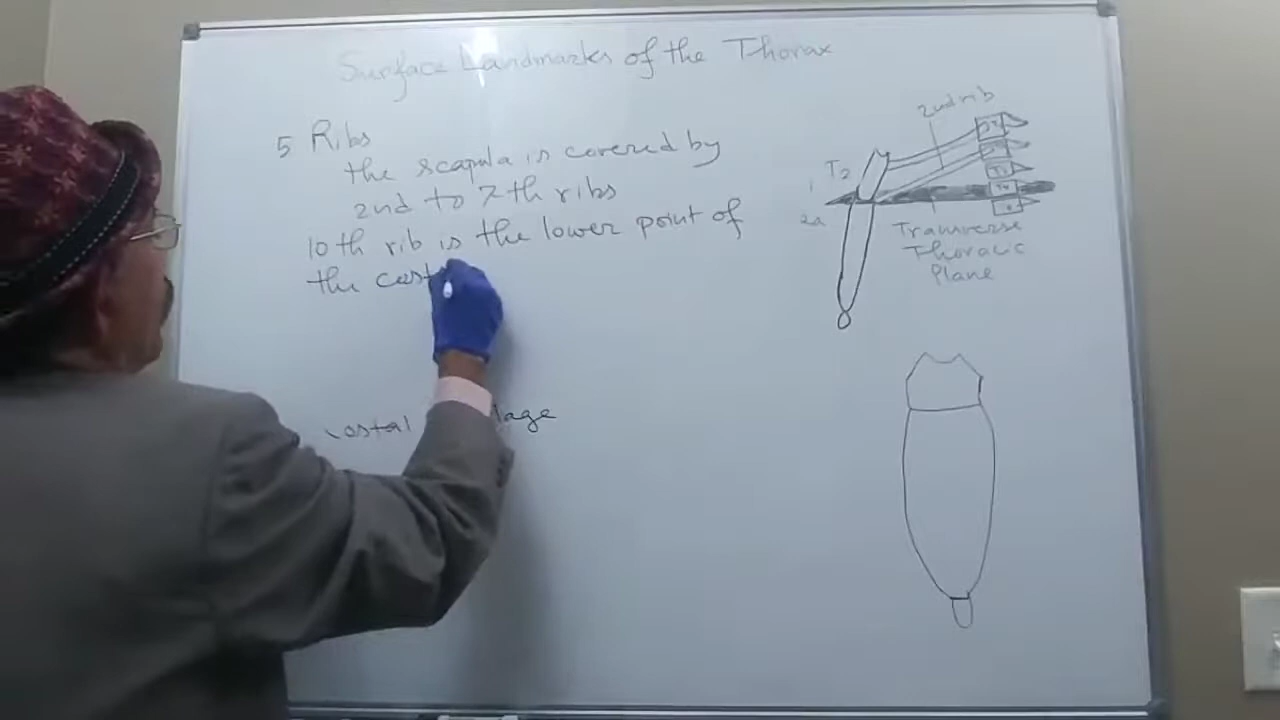 Surface Landmarks of the Thorax
5 Ribs
the scapula is covered by
2nd to 7th ribs
10th rib is the lower point of
the cost
costal lage
2nd rib
T2
Transverse
Thoracic
Plane